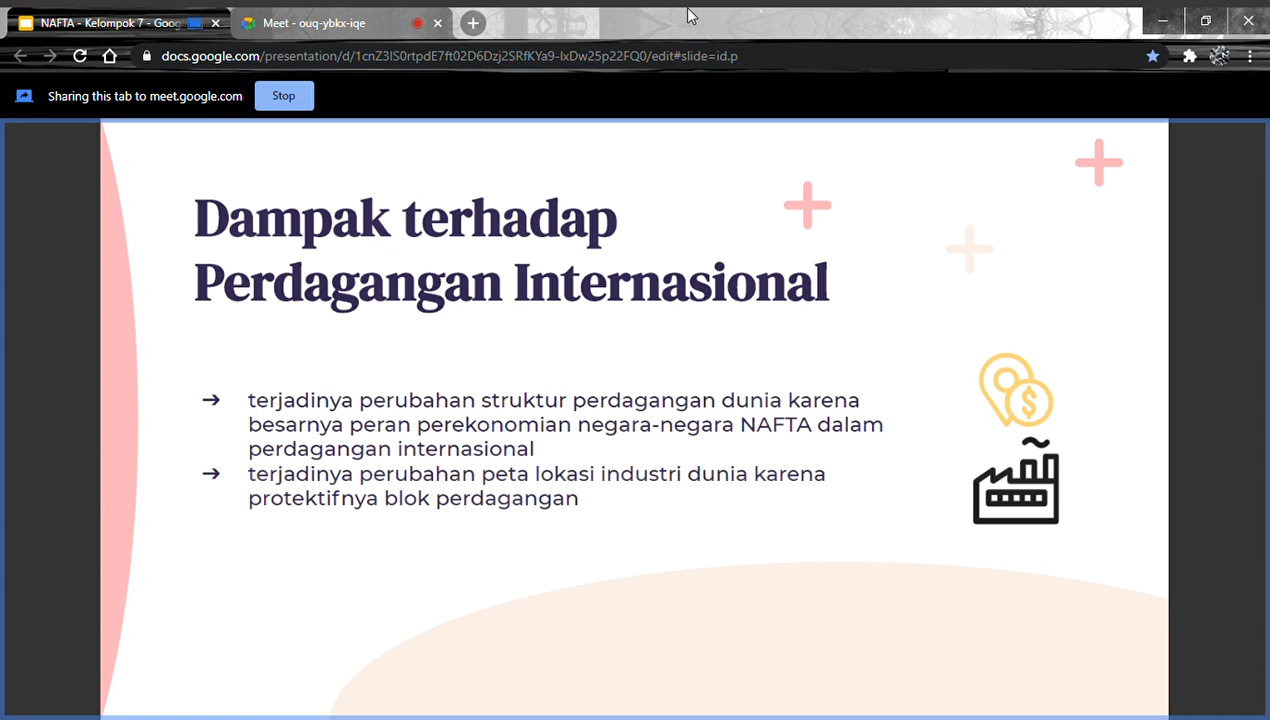 NAFTA - Kelompok 7 - Goog
Meet - ouq-ybkx-iqe
docs.google.com/presentation/d/1cnZ3IS0rtpdE7ft02D6Dzj2SRfKYa9-IxDw25p22FQ0/edit#slide=id.p
Sharing this tab to meet.google.com
Stop
Dampak terhadap
Perdagangan Internasional
➔ terjadinya perubahan struktur perdagangan dunia karena
besarnya peran perekonomian negara-negara NAFTA dalam
perdagangan internasional
➔ terjadinya perubahan peta lokasi industri dunia karena
protektifnya blok perdagangan
$